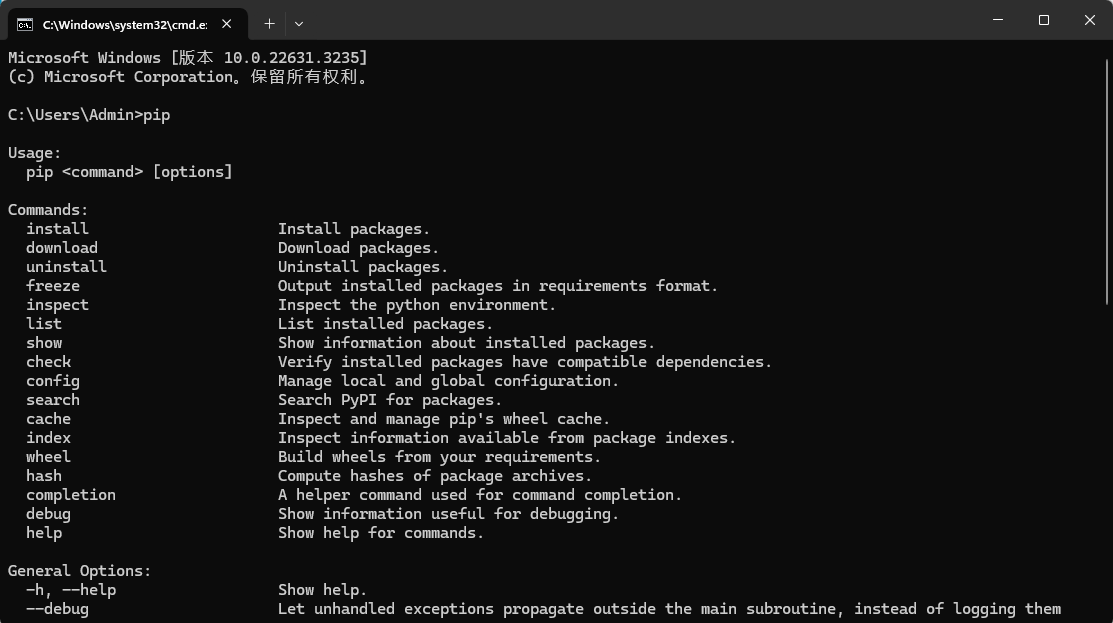 C:\Windows\system32\cmd.e:
Microsoft Windows [版本 10.0.22631.3235]
(c) Microsoft Corporation。保留所有权利。
C:\Users\Admin>pip
Usage:
  pip <command> [options]
Commands:
  install                     Install packages.
  download                    Download packages.
  uninstall                   Uninstall packages.
  freeze                      Output installed packages in requirements format.
  inspect                     Inspect the python environment.
  list                        List installed packages.
  show                        Show information about installed packages.
  check                       Verify installed packages have compatible dependencies.
  config                      Manage local and global configuration.
  search                      Search PyPI for packages.
  cache                       Inspect and manage pip's wheel cache.
  index                       Inspect information available from package indexes.
  wheel                       Build wheels from your requirements.
  hash                        Compute hashes of package archives.
  completion                  A helper command used for command completion.
  debug                       Show information useful for debugging.
  help                        Show help for commands.
General Options:
  -h, --help                  Show help.
  --debug                     Let unhandled exceptions propagate outside the main subroutine, instead of logging them